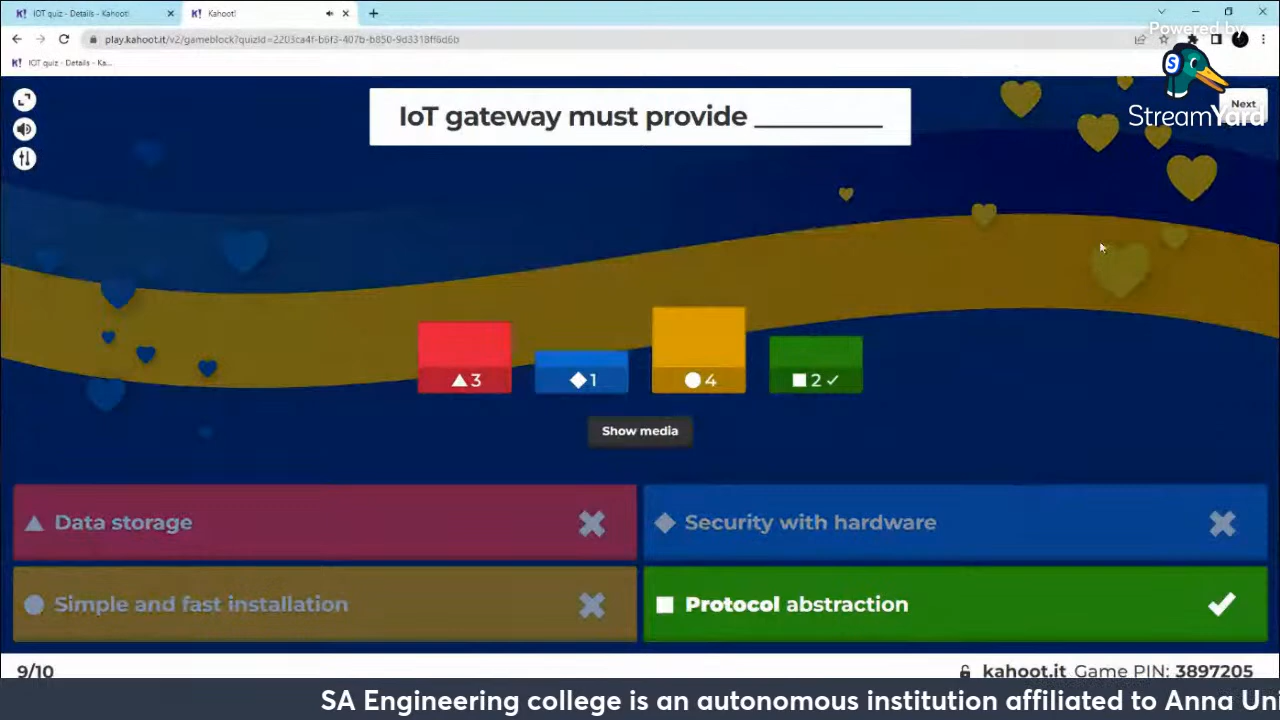 IOT quiz - Details - Kahoot!
Kahoot!
play.kahoot.it/v2/gameblock?quizId=2203ca4f-b6f3-407b-b850-9d3318ff6d6b
IOT quiz - Details - Ka...
Powered by
StreamYard
Next
IoT gateway must provide __________
3
1
4
2
Show media
Data storage
Security with hardware
Simple and fast installation
Protocol abstraction
9/10
kahoot.it Game PIN: 3897205
SA Engineering college is an autonomous institution affiliated to Anna Uni